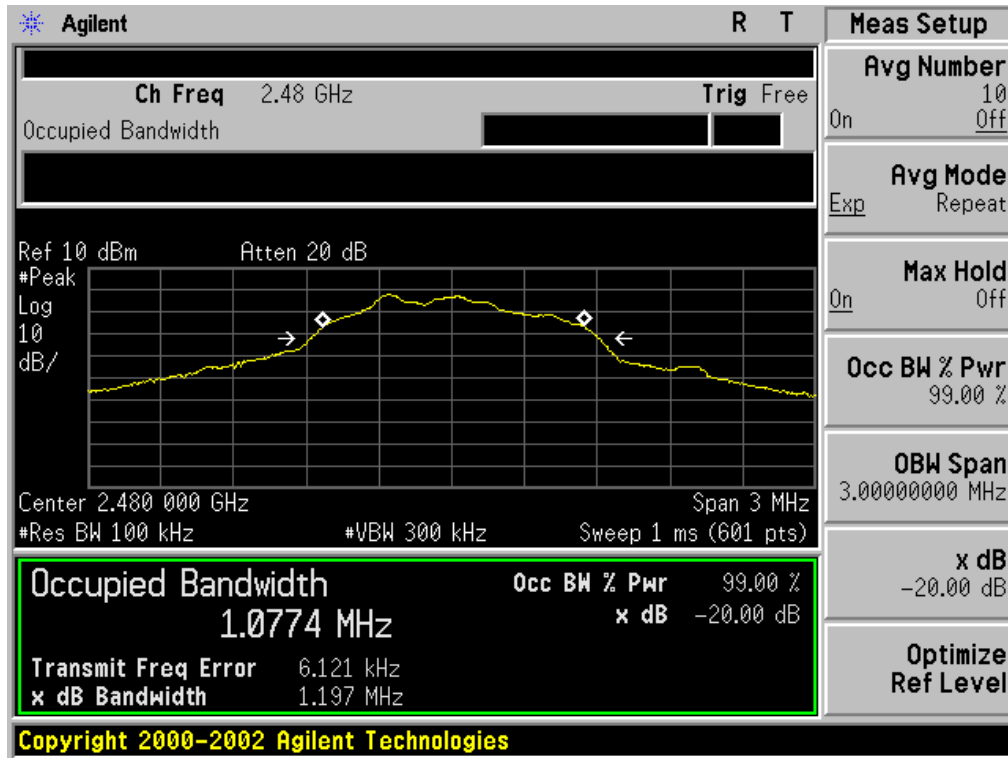 Agilent R T
Ch Freq 2.48 GHz Trig Free
Occupied Bandwidth
Ref 10 dBm Atten 20 dB
#Peak
Log
10
dB/
Center 2.480 000 GHz Span 3 MHz
#Res BW 100 kHz #VBW 300 kHz Sweep 1 ms (601 pts)
Occupied Bandwidth
1.0774 MHz
Occ BW % Pwr 99.00 %
x dB -20.00 dB
Transmit Freq Error 6.121 kHz
x dB Bandwidth 1.197 MHz
Copyright 2000-2002 Agilent Technologies
Meas Setup
Avg Number
10
On Off
Avg Mode
Exp Repeat
Max Hold
On Off
Occ BW % Pwr
99.00 %
OBW Span
3.00000000 MHz
x dB
-20.00 dB
Optimize
Ref Level